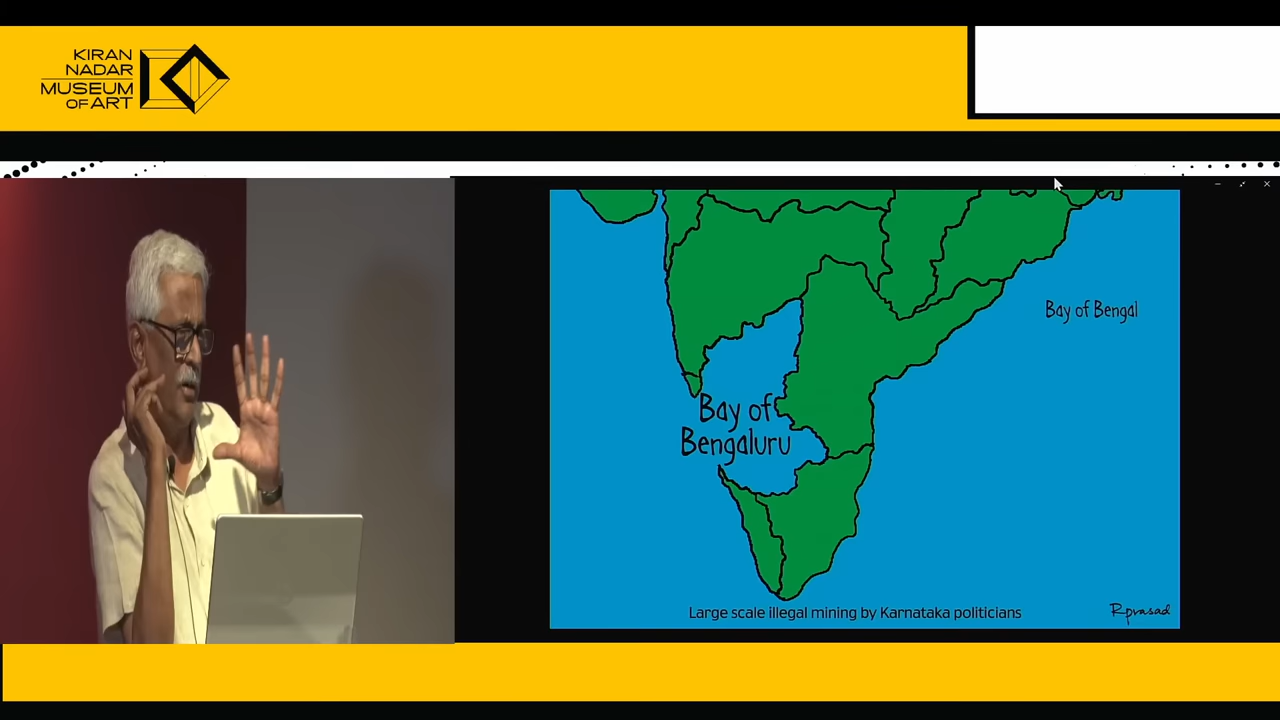 KIRAN
NADAR
MUSEUM
OF ART
Bay of Bengal
Bay of
Bengaluru
Large scale illegal mining by Karnataka politicians
Rprasad